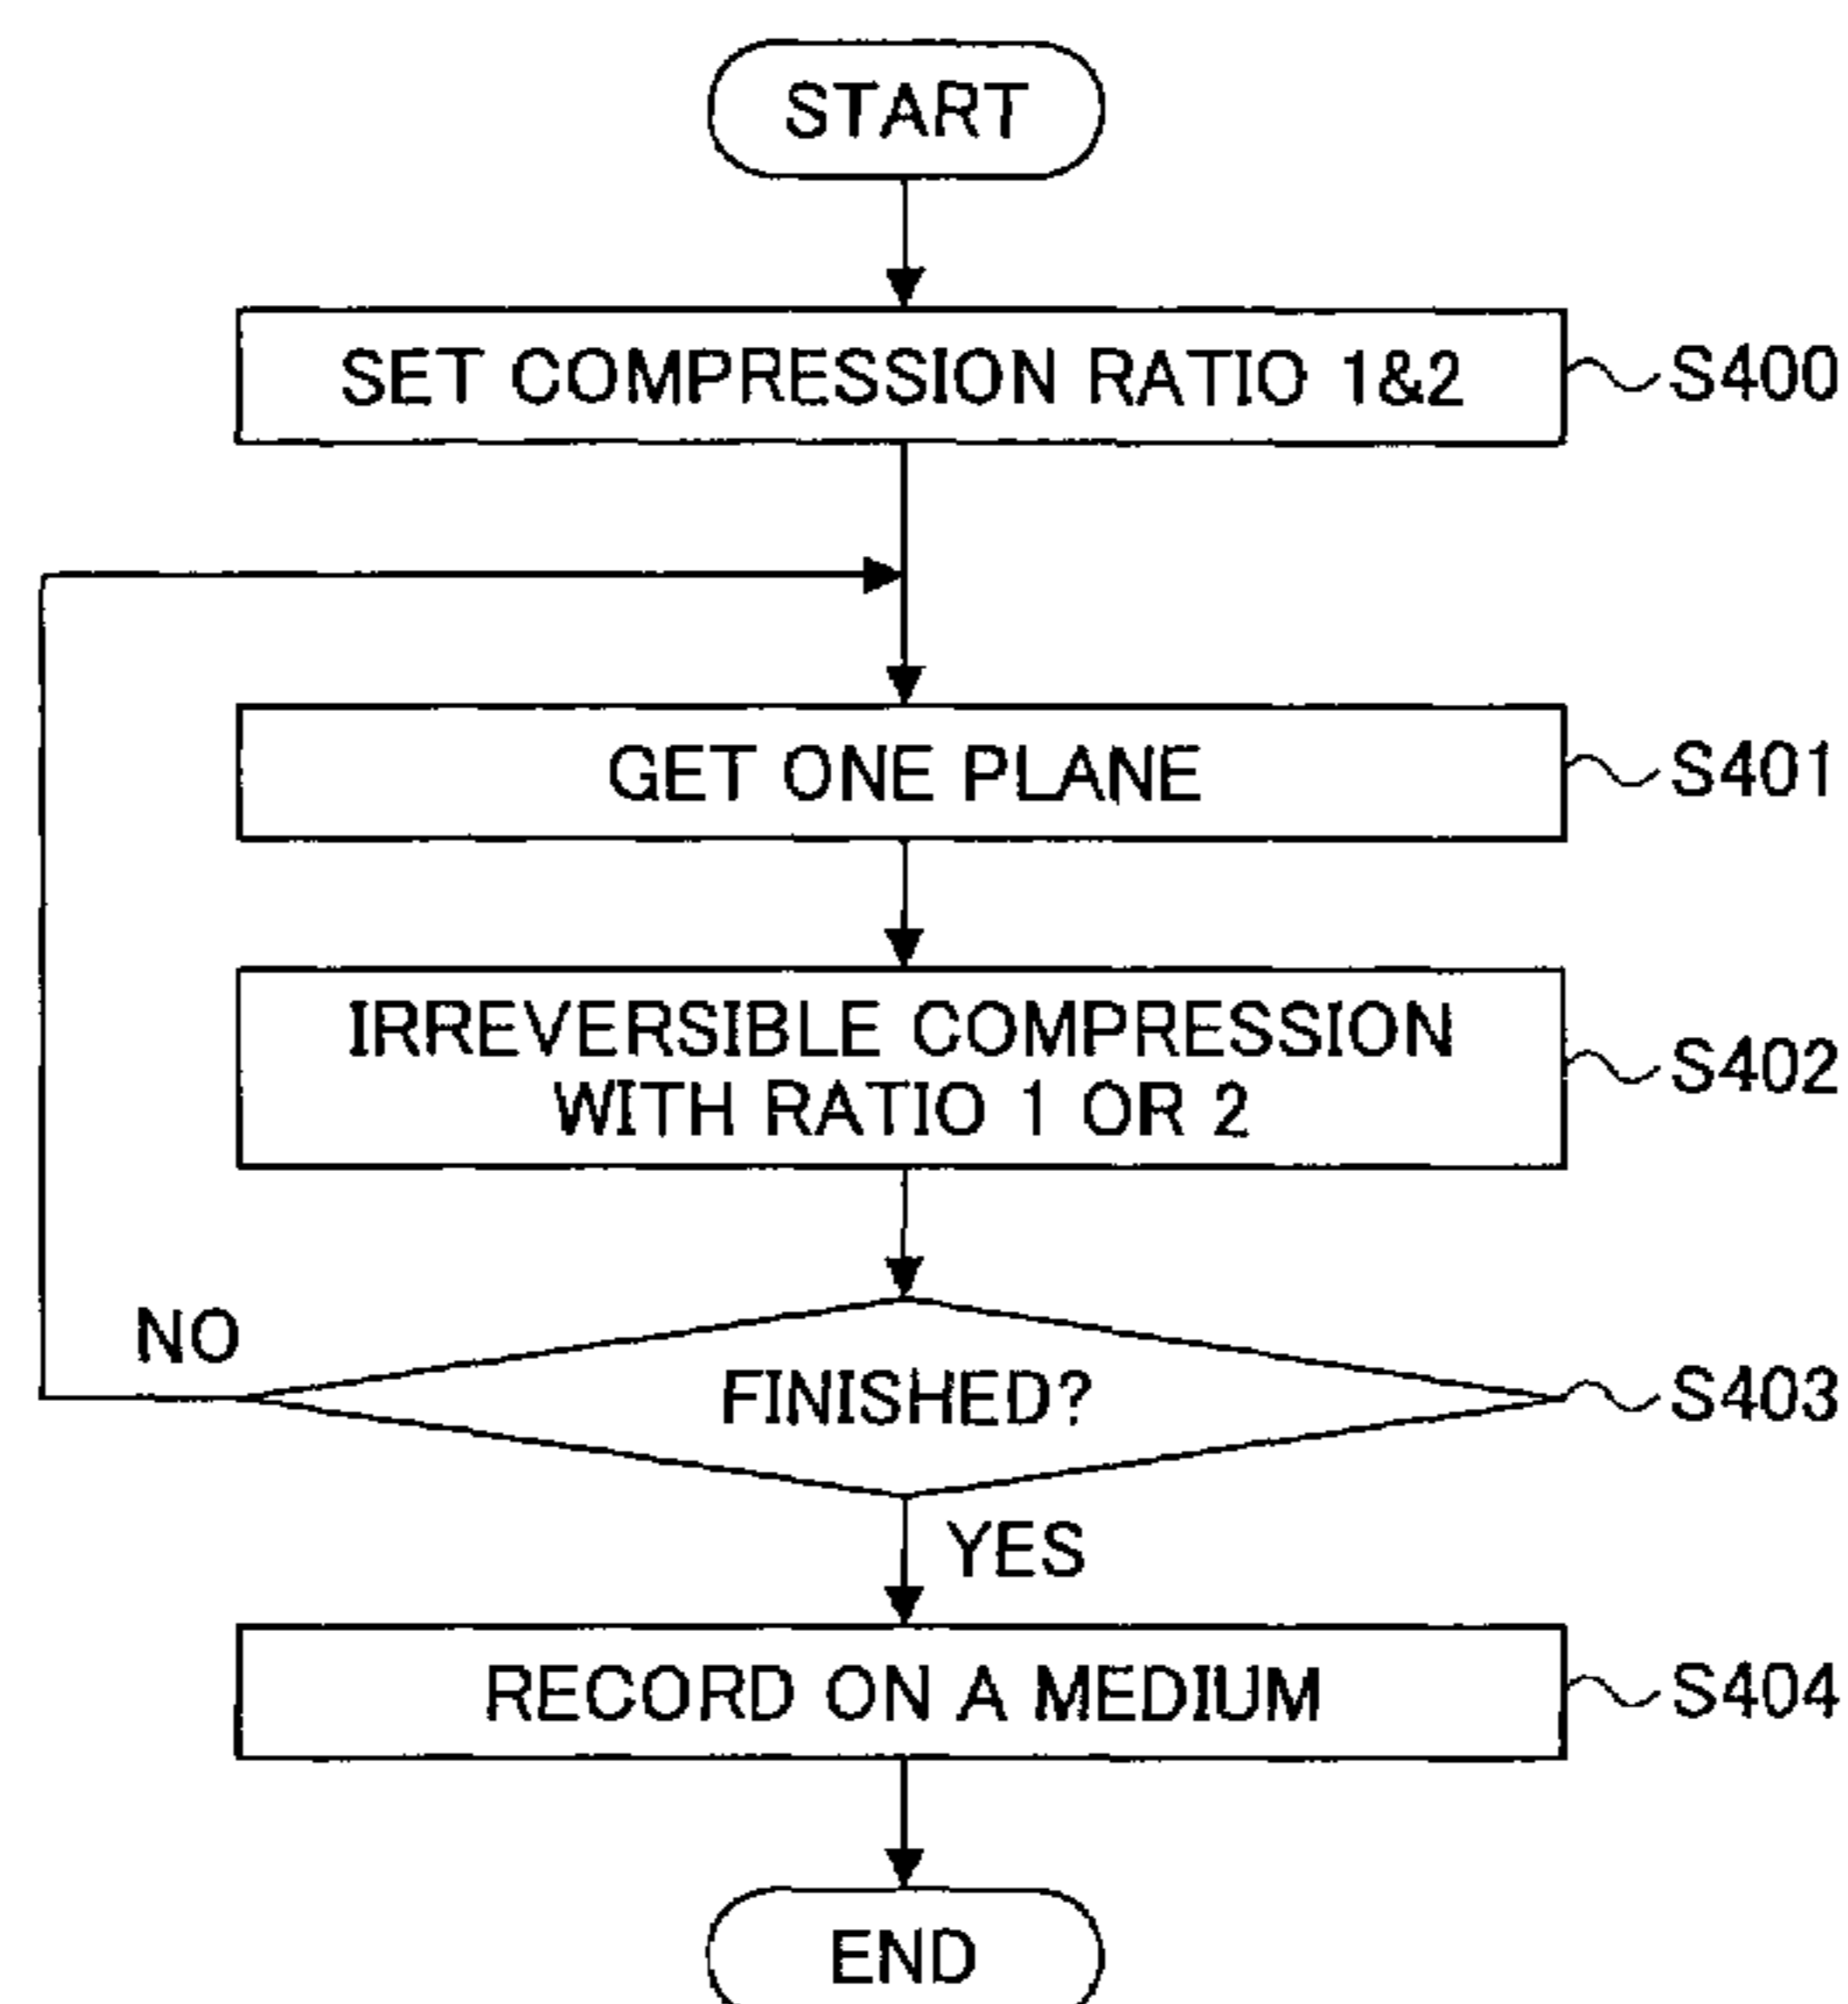 START
SET COMPRESSION RATIO 1&2
S400
GET ONE PLANE
S401
IRREVERSIBLE COMPRESSION
WITH RATIO 1 OR 2
S402
NO
FINISHED?
S403
YES
RECORD ON A MEDIUM
S404
END